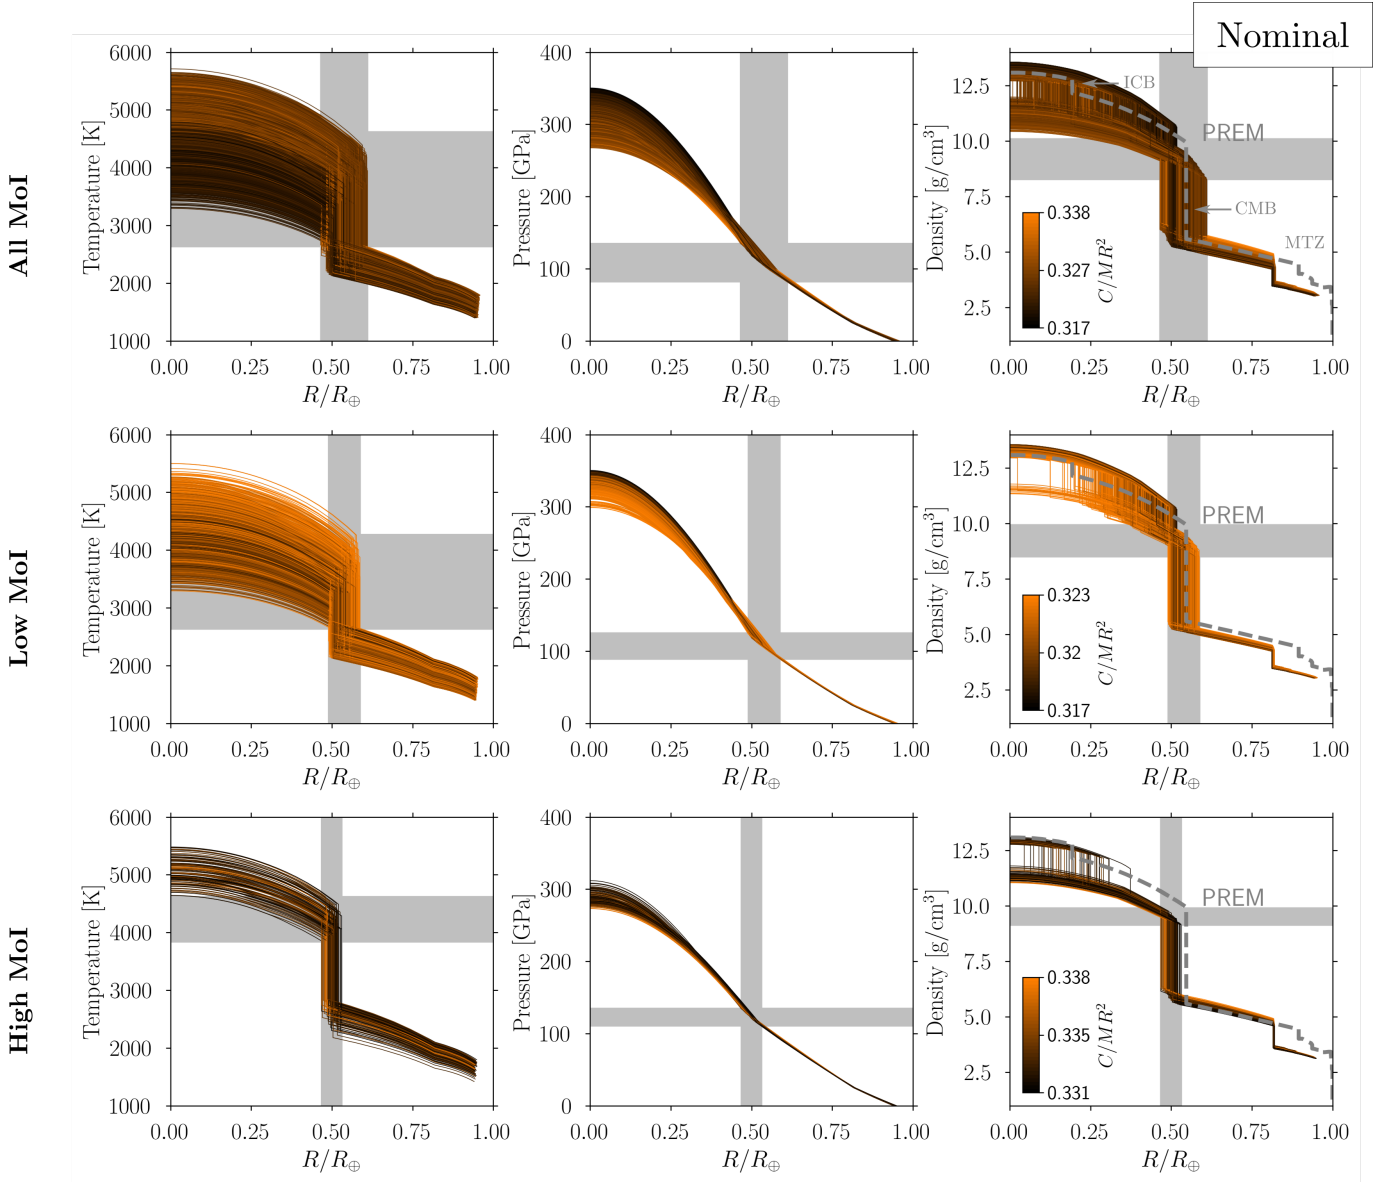 Nominal
All MoI
6000
5000
4000
3000
2000
1000
Temperature [K]
0.00 0.25 0.50 0.75 1.00
R/R⊕
400
300
200
100
0
Pressure [GPa]
0.00 0.25 0.50 0.75 1.00
R/R⊕
12.5
10.0
7.5
5.0
2.5
Density [g/cm³]
ICB
PREM
CMB
MTZ
0.338
0.327
0.317
C/MR²
0.00 0.25 0.50 0.75 1.00
R/R⊕
Low MoI
6000
5000
4000
3000
2000
1000
Temperature [K]
0.00 0.25 0.50 0.75 1.00
R/R⊕
400
300
200
100
0
Pressure [GPa]
0.00 0.25 0.50 0.75 1.00
R/R⊕
12.5
10.0
7.5
5.0
2.5
Density [g/cm³]
PREM
0.323
0.32
0.317
C/MR²
0.00 0.25 0.50 0.75 1.00
R/R⊕
High MoI
6000
5000
4000
3000
2000
1000
Temperature [K]
0.00 0.25 0.50 0.75 1.00
R/R⊕
400
300
200
100
0
Pressure [GPa]
0.00 0.25 0.50 0.75 1.00
R/R⊕
12.5
10.0
7.5
5.0
2.5
Density [g/cm³]
PREM
0.338
0.335
0.331
C/MR²
0.00 0.25 0.50 0.75 1.00
R/R⊕